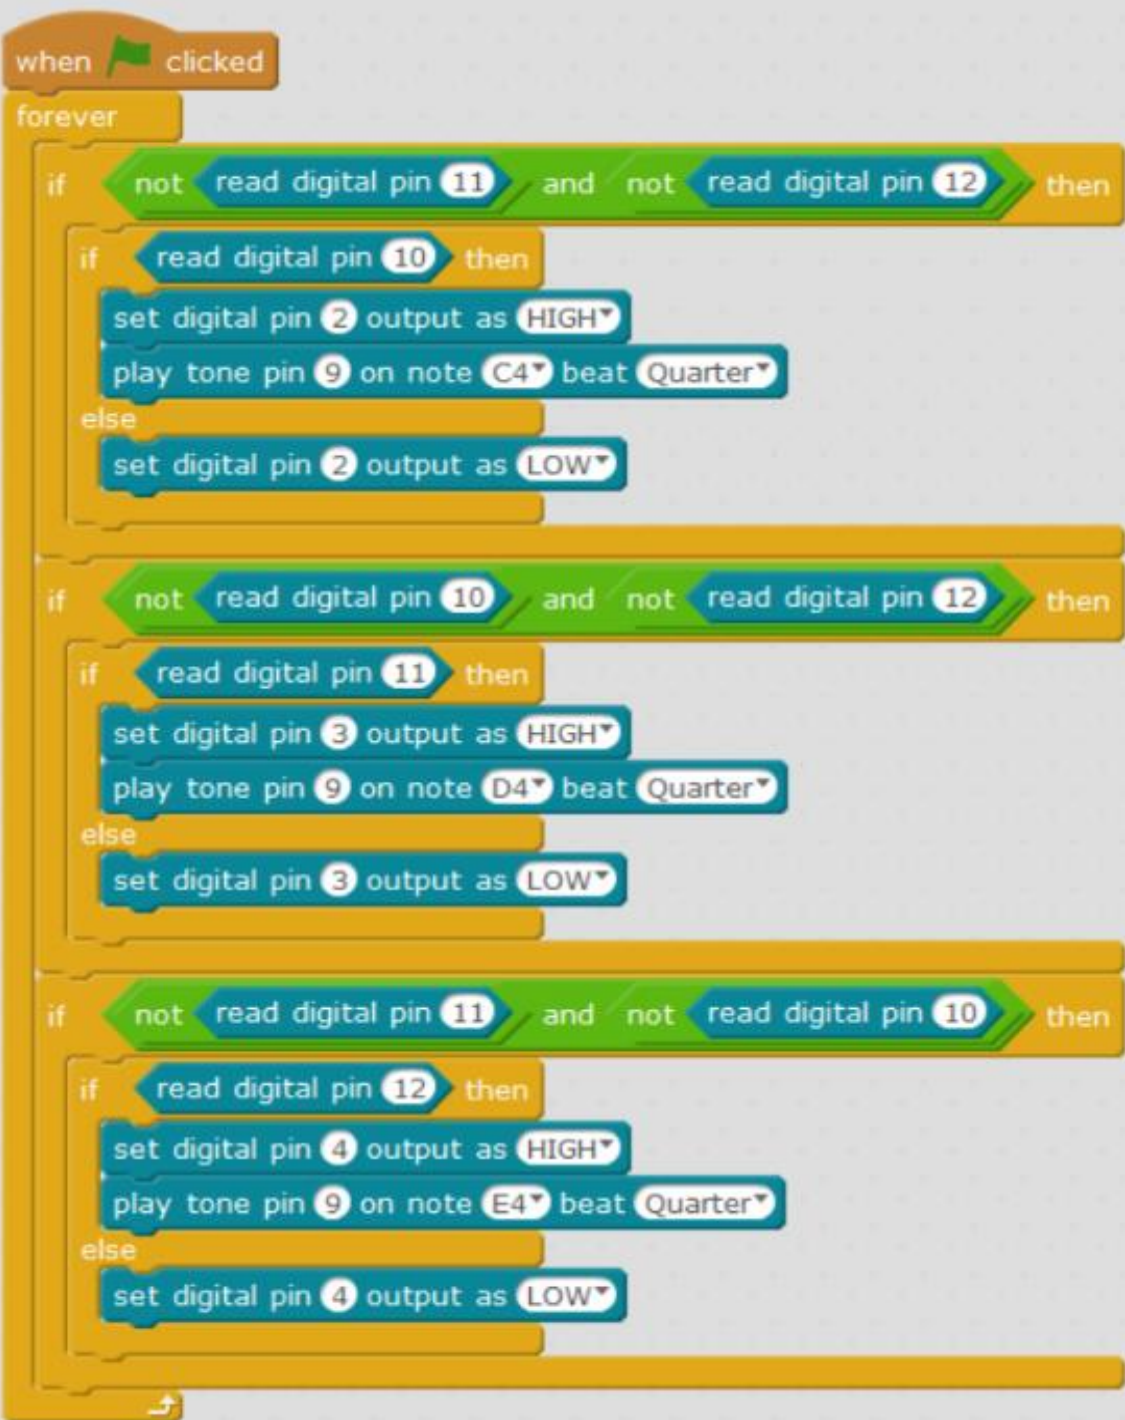 when clicked
forever
if not read digital pin 11 and not read digital pin 12 then
if read digital pin 10 then
set digital pin 2 output as HIGH
play tone pin 9 on note C4 beat Quarter
else
set digital pin 2 output as LOW
if not read digital pin 10 and not read digital pin 12 then
if read digital pin 11 then
set digital pin 3 output as HIGH
play tone pin 9 on note D4 beat Quarter
else
set digital pin 3 output as LOW
if not read digital pin 11 and not read digital pin 10 then
if read digital pin 12 then
set digital pin 4 output as HIGH
play tone pin 9 on note E4 beat Quarter
else
set digital pin 4 output as LOW